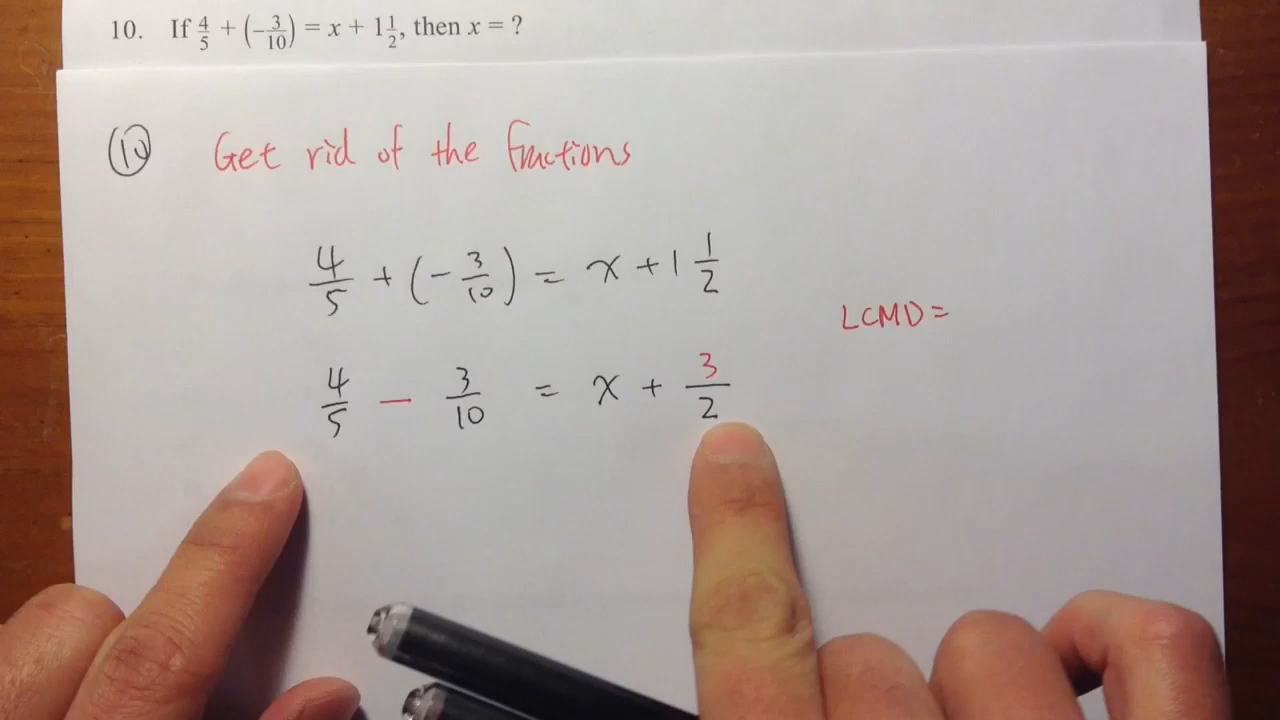 10. If 4/5 + (−3/10) = x + 1 1/2, then x = ?
(10) Get rid of the fractions
4/5 + (−3/10) = x + 1 1/2
LCMD =
4/5 − 3/10 = x + 3/2